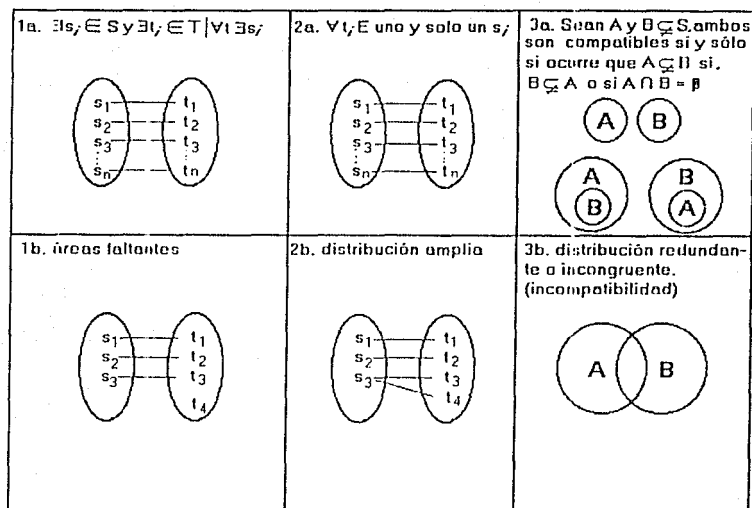 1a. ∃s𝑖 ∈ S y ∃t𝑖 ∈ T | ∀t ∃s𝑖
s1 t1
s2 t2
s3 t3
sn tn
2a. ∀ t𝑖 E uno y solo un s𝑖
s1 t1
s2 t2
s3 t3
sn tn
3a. Sean A y B ⊊ S. ambos
son compatibles si y sólo
si ocurre que A ⊊ B si.
B ⊊ A o si A ∩ B =
A B
A B
B A
1b. áreas faltantes
s1 t1
s2 t2
s3 t3
t4
2b. distribución amplia
s1 t1
s2 t2
s3 t3
t4
3b. distribución redundan-
te o incongruente.
(incompatibilidad)
A B